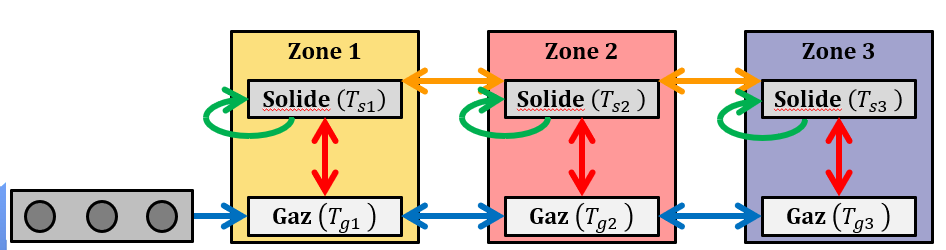 Zone 1
Zone 2
Zone 3
Solide (Ts1)
Solide (Ts2)
Solide (Ts3)
Gaz (Tg1)
Gaz (Tg2)
Gaz (Tg3)